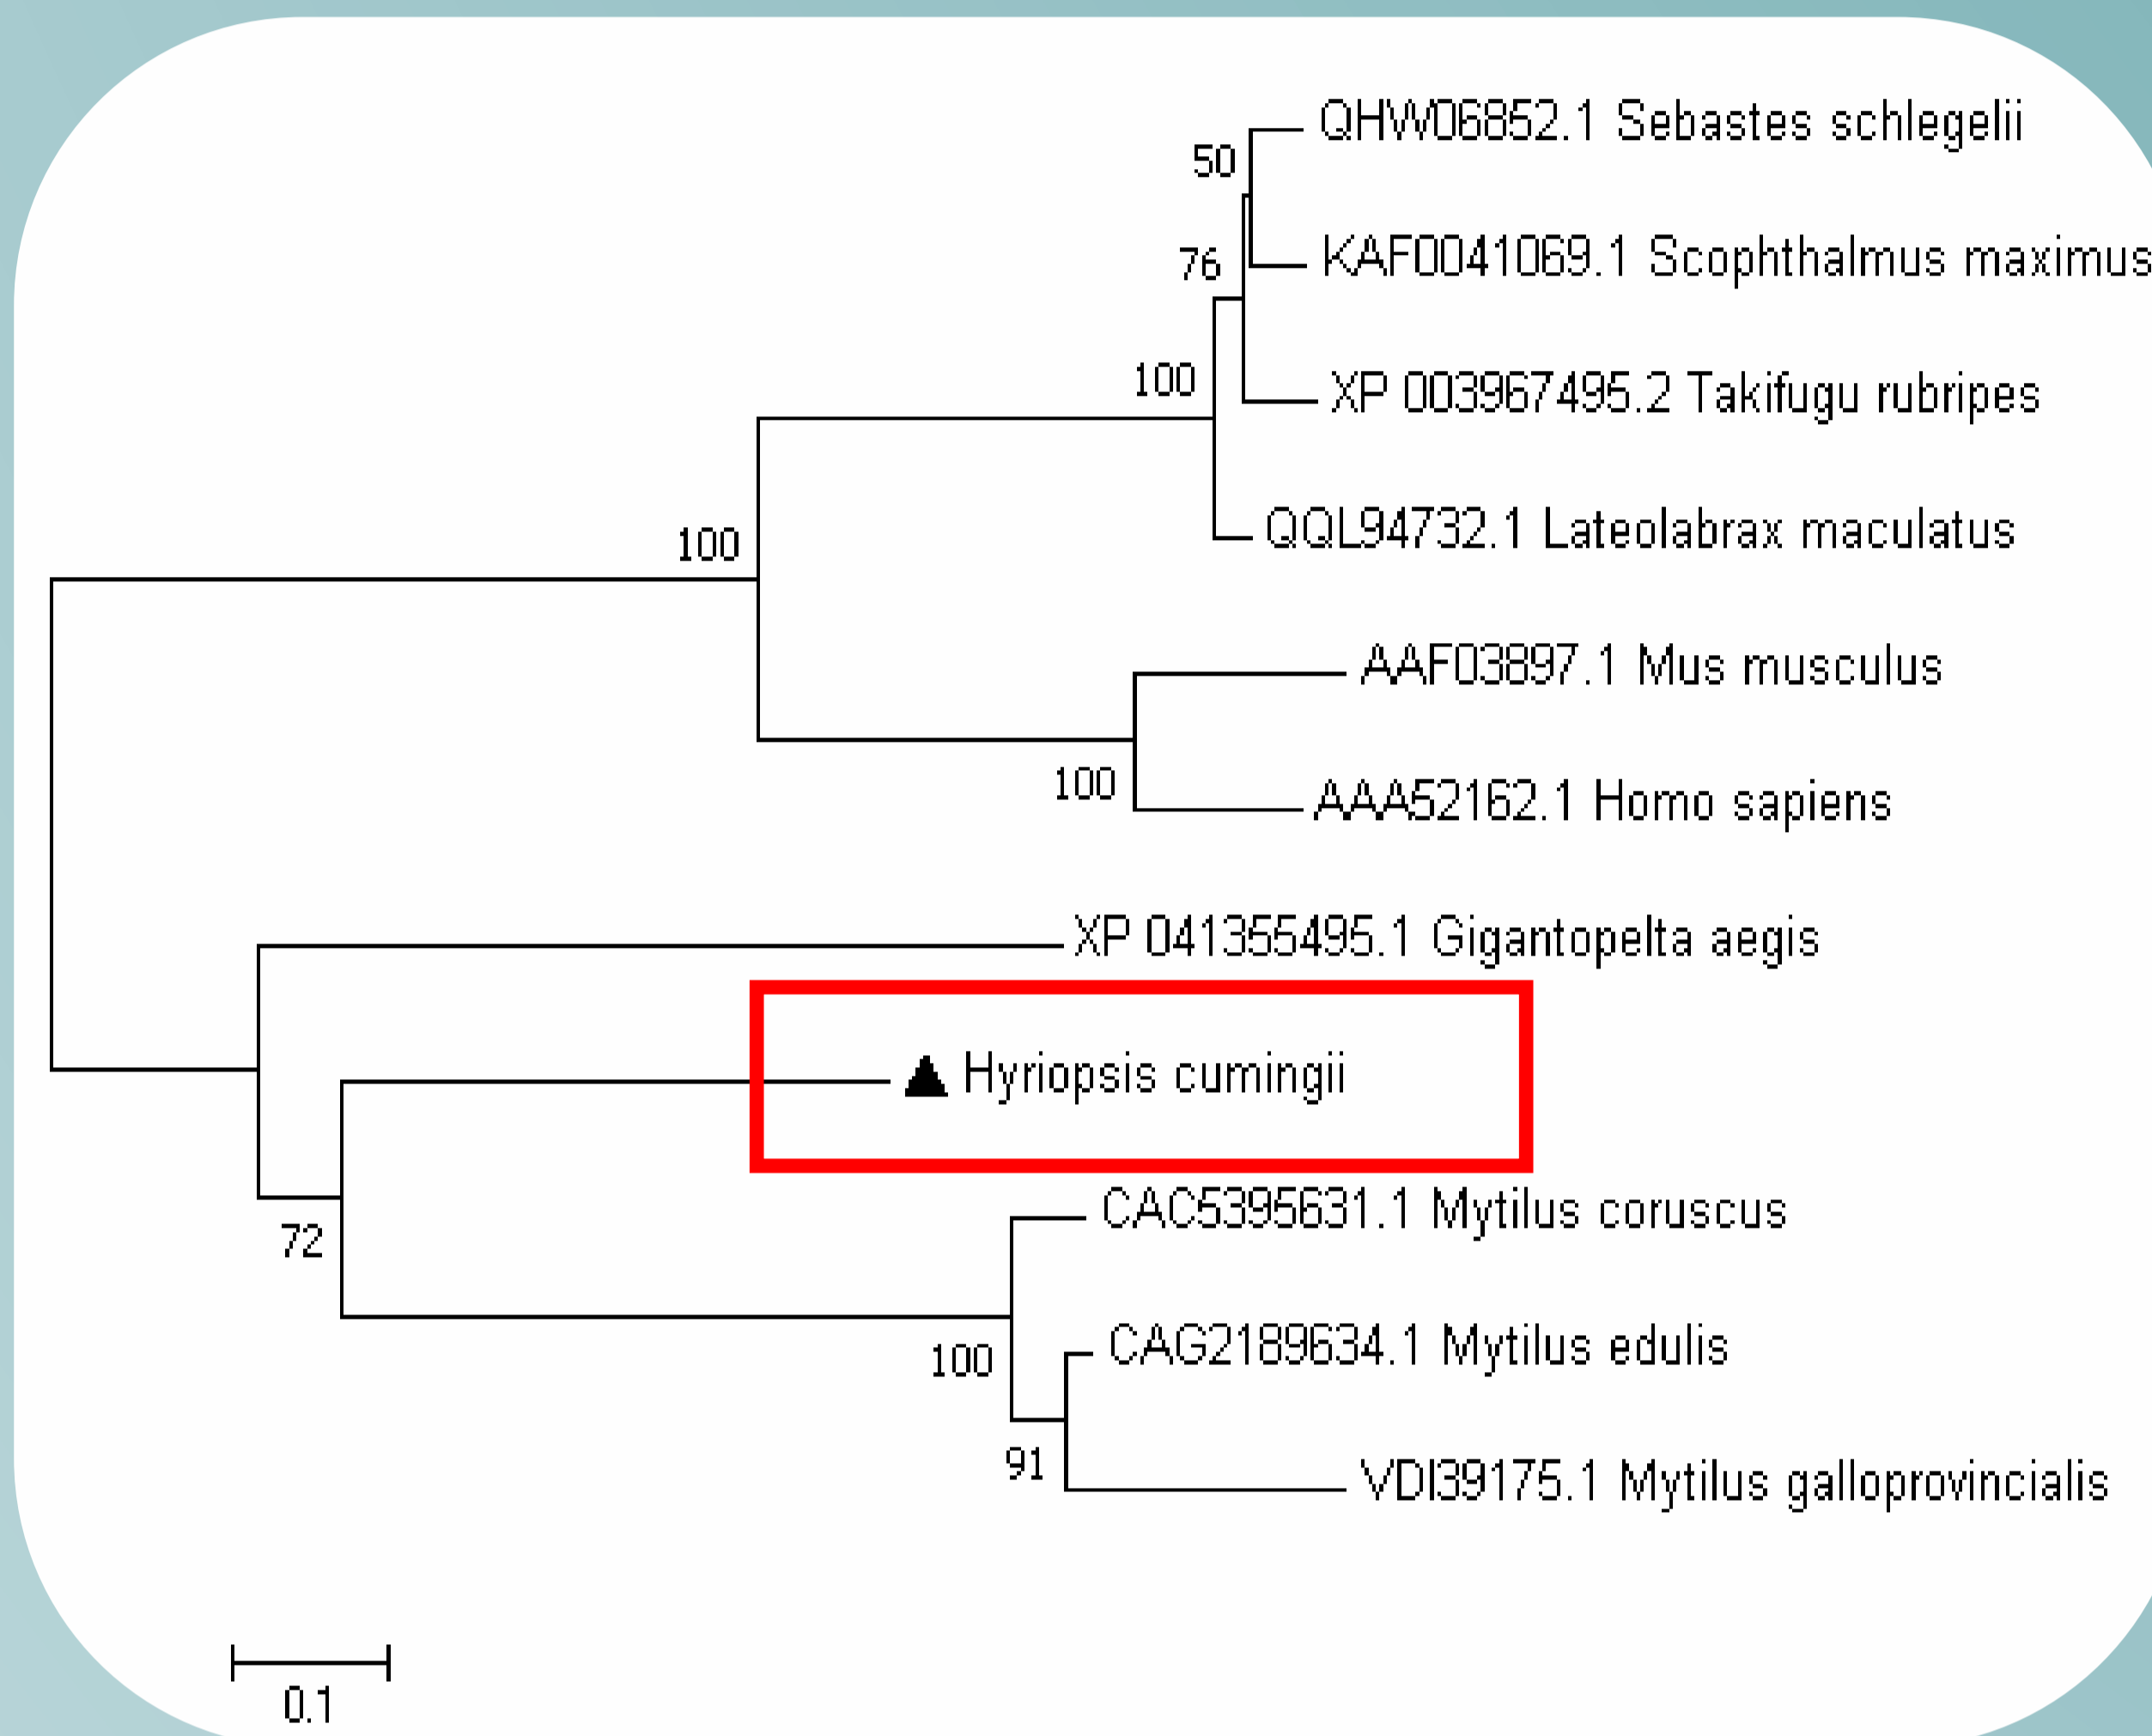 QHW06852.1 Sebastes schlegelii
50
KAF0041069.1 Scophthalmus maximus
76
XP 003967495.2 Takifugu rubripes
100
QQL94732.1 Lateolabrax maculatus
100
AAF03897.1 Mus musculus
100
AAA52162.1 Homo sapiens
XP 041355495.1 Gigantopelta aegis
Hyriopsis cumingii
CAC5395631.1 Mytilus coruscus
72
CAG2189634.1 Mytilus edulis
100
91
VDI39175.1 Mytilus galloprovincialis
0.1